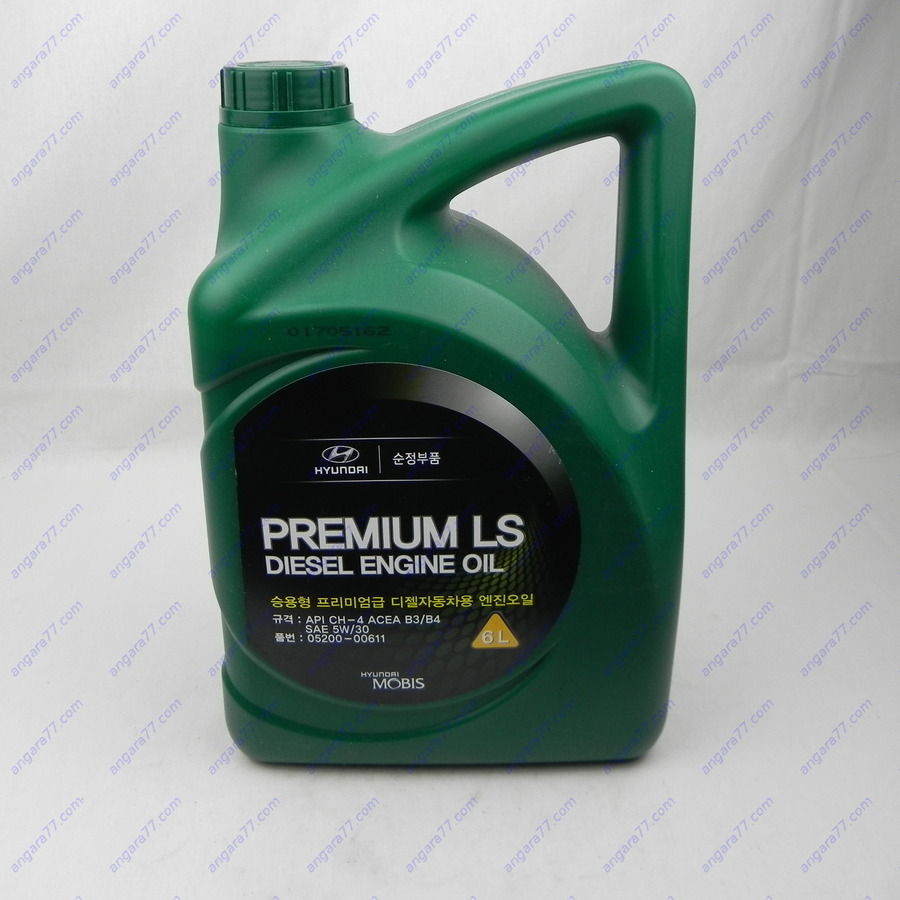 01705162
HYUNDAI
순정부품
PREMIUM LS
DIESEL ENGINE OIL
승용형 프리미엄급 디젤자동차용 엔진오일
규격 : API CH-4 ACEA B3/B4
SAE 5W/30
품번 : 05200-00611
6 L
HYUNDAI
MOBIS
angara77.com